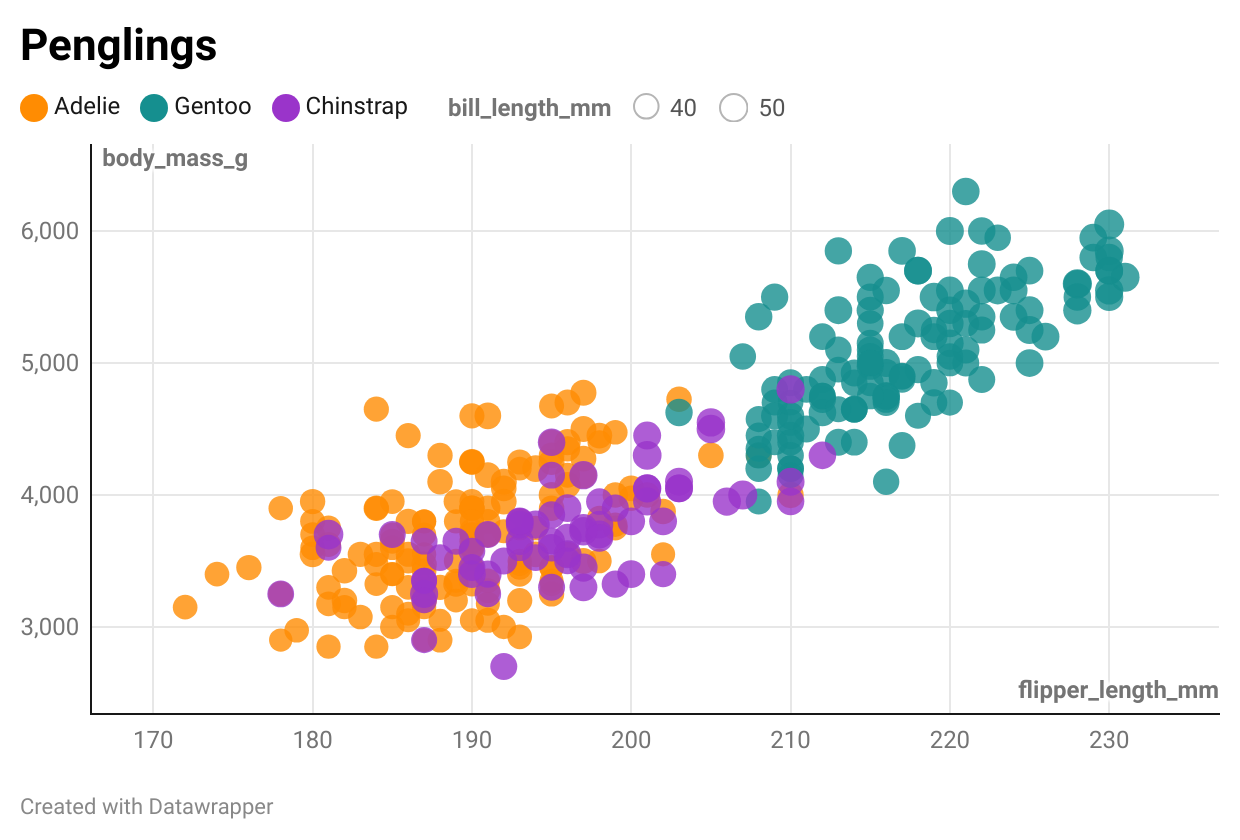 Penglings
Adelie Gentoo Chinstrap bill_length_mm 40 50
body_mass_g
6,000
5,000
4,000
3,000
flipper_length_mm
170 180 190 200 210 220 230
Created with Datawrapper